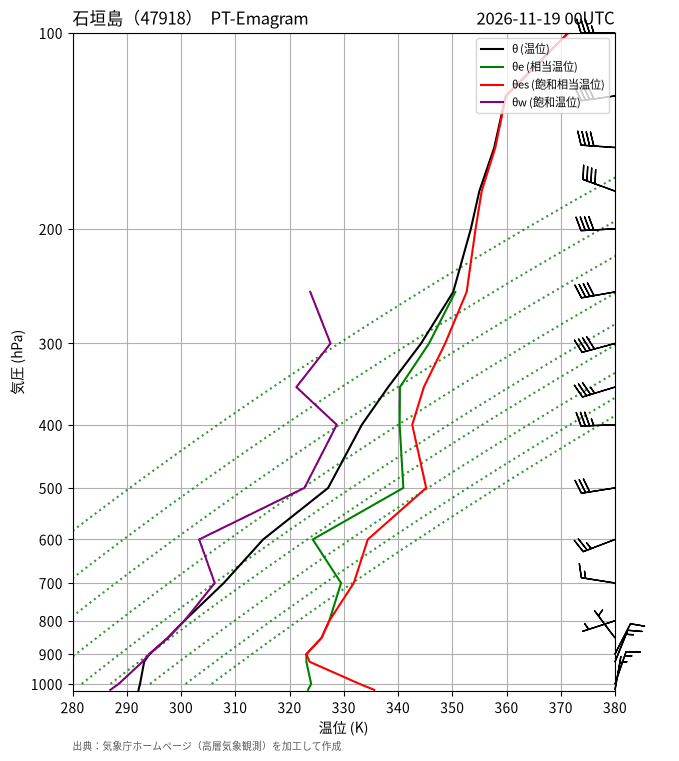 石垣島（47918） PT-Emagram
2026-11-19 00UTC
θ (温位)
θe (相当温位)
θes (飽和相当温位)
θw (飽和温位)
気圧 (hPa)
100
200
300
400
500
600
700
800
900
1000
280 290 300 310 320 330 340 350 360 370 380
温位 (K)
出典：気象庁ホームページ（高層気象観測）を加工して作成